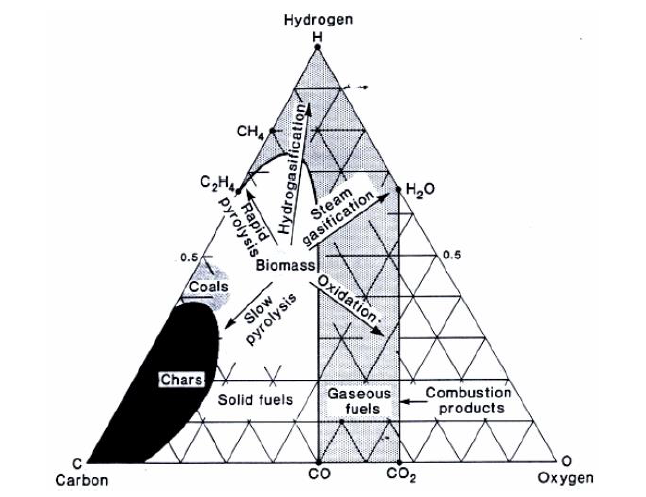 Hydrogen
H
CH₄
C₂H₄
H₂O
Hydrogasification
Steam
gasification
Rapid
pyrolysis
0.5
0.5
Biomass
Coals
Slow
pyrolysis
Oxidation
Chars
Solid fuels
Gaseous
fuels
Combustion
products
C
Carbon
CO
CO₂
O
Oxygen